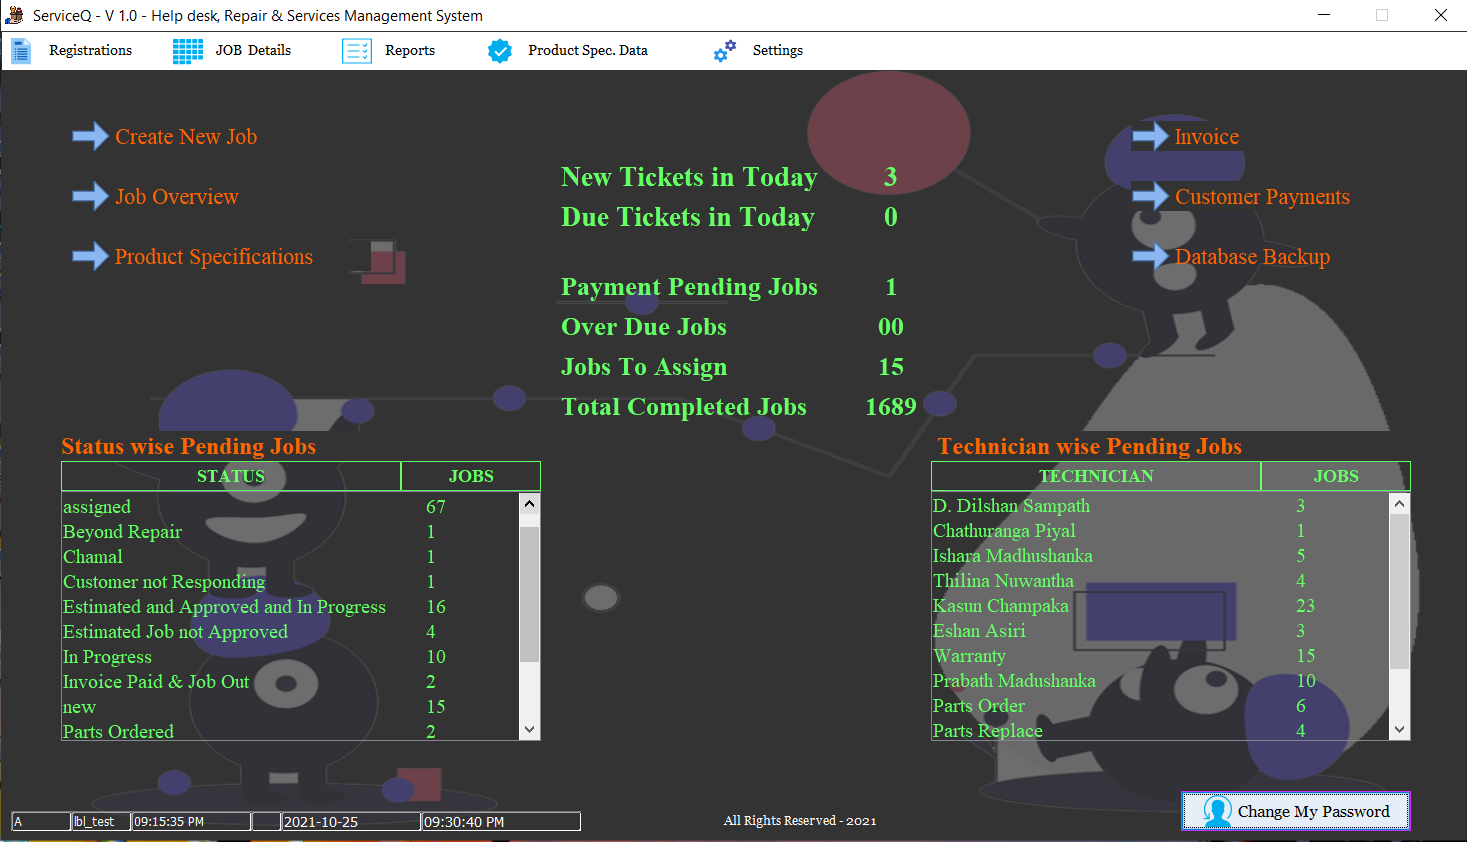 ServiceQ - V 1.0 - Help desk, Repair & Services Management System
Registrations JOB Details Reports Product Spec. Data Settings
Create New Job
Job Overview
Product Specifications
New Tickets in Today 3
Due Tickets in Today 0
Payment Pending Jobs 1
Over Due Jobs 00
Jobs To Assign 15
Total Completed Jobs 1689
Invoice
Customer Payments
Database Backup
Status wise Pending Jobs
STATUS JOBS
assigned 67
Beyond Repair 1
Chamal 1
Customer not Responding 1
Estimated and Approved and In Progress 16
Estimated Job not Approved 4
In Progress 10
Invoice Paid & Job Out 2
new 15
Parts Ordered 2
Technician wise Pending Jobs
TECHNICIAN JOBS
D. Dilshan Sampath 3
Chathuranga Piyal 1
Ishara Madhushanka 5
Thilina Nuwantha 4
Kasun Champaka 23
Eshan Asiri 3
Warranty 15
Prabath Madushanka 10
Parts Order 6
Parts Replace 4
A lbl_test 09:15:35 PM 2021-10-25 09:30:40 PM
All Rights Reserved - 2021
Change My Password